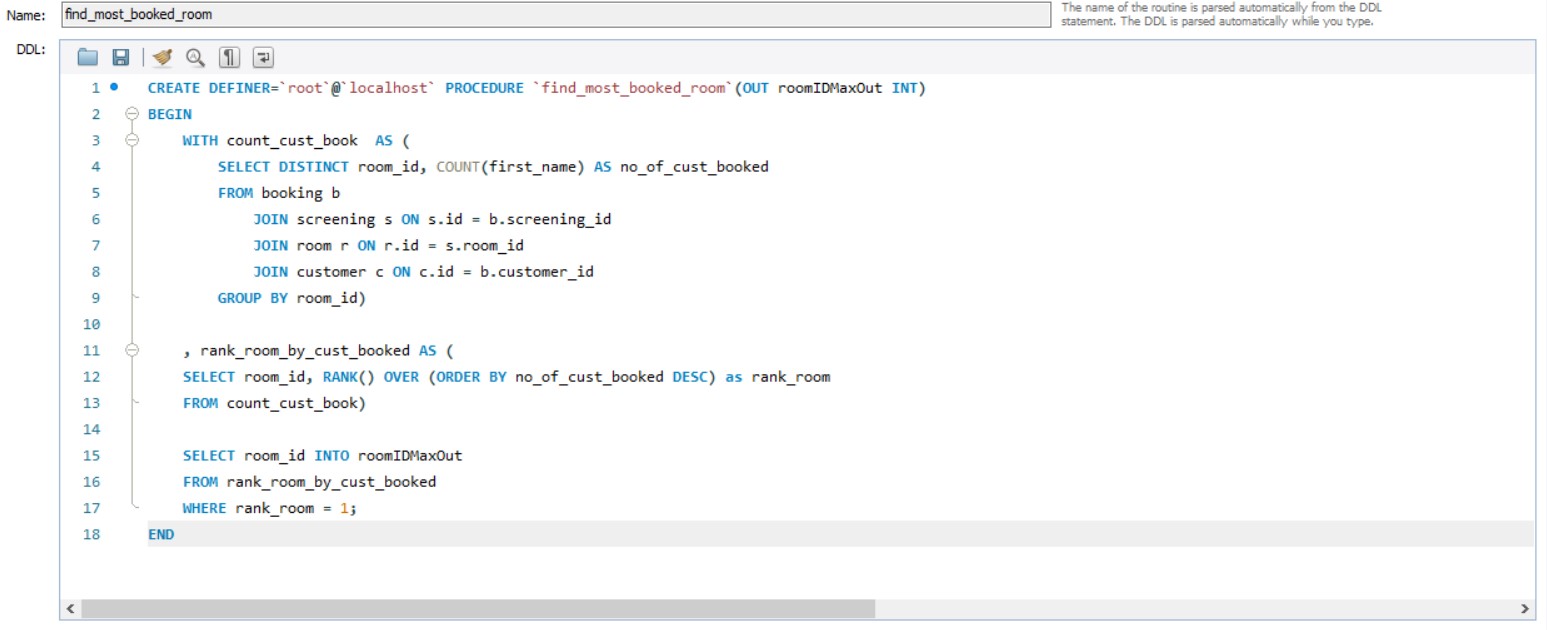 Name: find_most_booked_room
The name of the routine is parsed automatically from the DDL
statement. The DDL is parsed automatically while you type.
DDL:
1 CREATE DEFINER=`root`@`localhost` PROCEDURE `find_most_booked_room`(OUT roomIDMaxOut INT)
2 BEGIN
3 WITH count_cust_book  AS (
4 SELECT DISTINCT room_id, COUNT(first_name) AS no_of_cust_booked
5 FROM booking b
6 JOIN screening s ON s.id = b.screening_id
7 JOIN room r ON r.id = s.room_id
8 JOIN customer c ON c.id = b.customer_id
9 GROUP BY room_id)
10
11 , rank_room_by_cust_booked AS (
12 SELECT room_id, RANK() OVER (ORDER BY no_of_cust_booked DESC) as rank_room
13 FROM count_cust_book)
14
15 SELECT room_id INTO roomIDMaxOut
16 FROM rank_room_by_cust_booked
17 WHERE rank_room = 1;
18 END